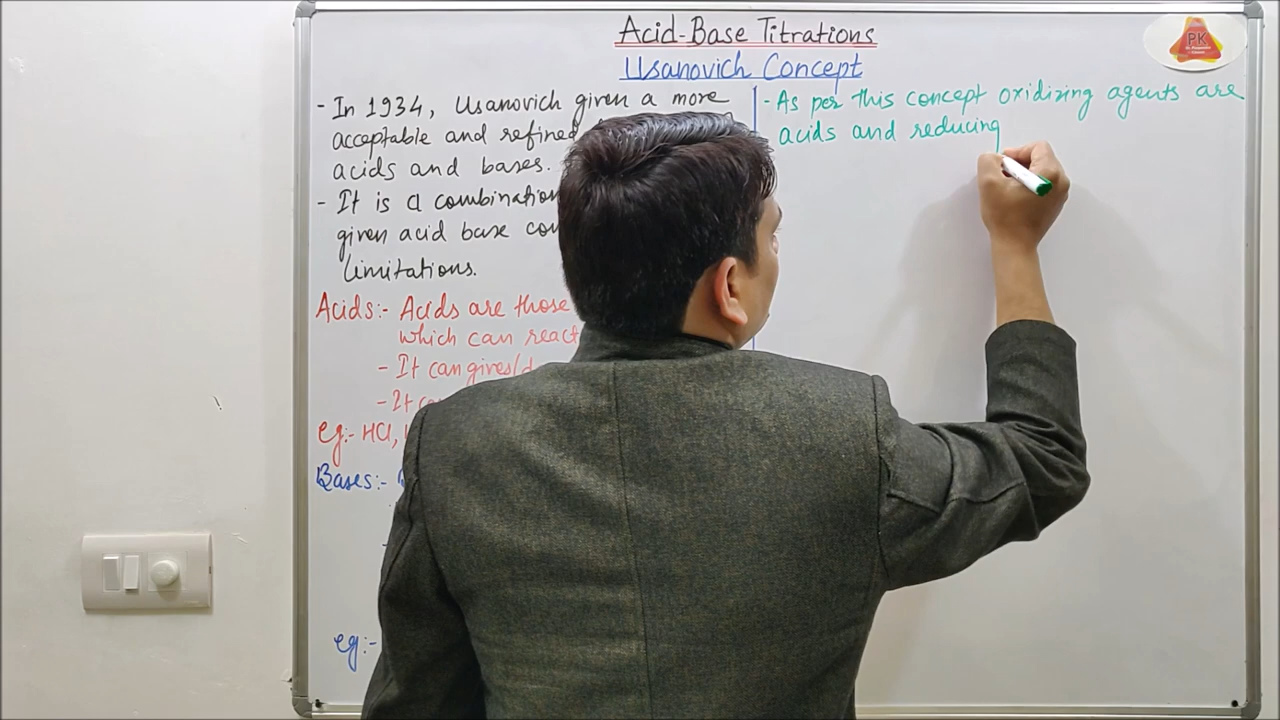 Acid-Base Titrations
Usanovich Concept
- In 1934, Usanovich given a more
acceptable and refined
acids and bases.
- It is a combination
given acid base
limitations.
Acids:- Acids are those
which can react
- It can gives/
- It
eg:- HCl,
Bases:-
eg:-
- As per this concept oxidizing agents are
acids and reducing
PK